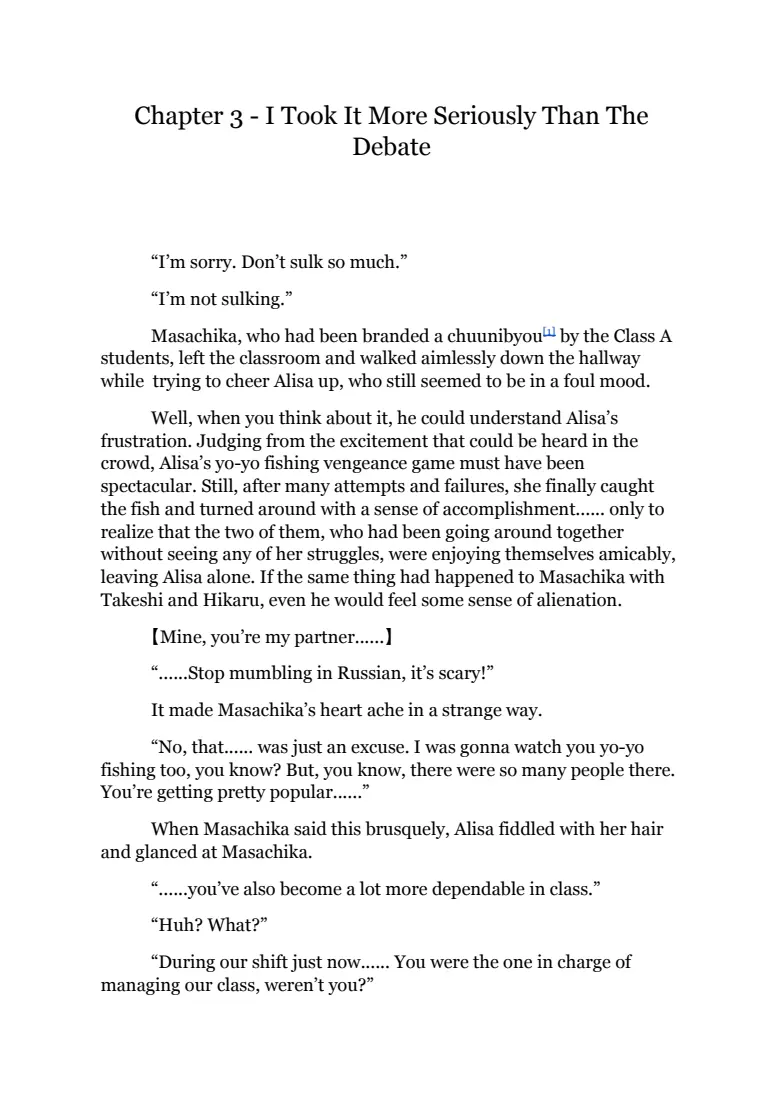 Chapter 3 - I Took It More Seriously Than The
Debate
“I’m sorry. Don’t sulk so much.”
“I’m not sulking.”
Masachika, who had been branded a chuunibyou[1] by the Class A
students, left the classroom and walked aimlessly down the hallway
while  trying to cheer Alisa up, who still seemed to be in a foul mood.
Well, when you think about it, he could understand Alisa’s
frustration. Judging from the excitement that could be heard in the
crowd, Alisa’s yo-yo fishing vengeance game must have been
spectacular. Still, after many attempts and failures, she finally caught
the fish and turned around with a sense of accomplishment...... only to
realize that the two of them, who had been going around together
without seeing any of her struggles, were enjoying themselves amicably,
leaving Alisa alone. If the same thing had happened to Masachika with
Takeshi and Hikaru, even he would feel some sense of alienation.
【Mine, you’re my partner......】
“......Stop mumbling in Russian, it’s scary!”
It made Masachika’s heart ache in a strange way.
“No, that...... was just an excuse. I was gonna watch you yo-yo
fishing too, you know? But, you know, there were so many people there.
You’re getting pretty popular......”
When Masachika said this brusquely, Alisa fiddled with her hair
and glanced at Masachika.
“......you’ve also become a lot more dependable in class.”
“Huh? What?”
“During our shift just now...... You were the one in charge of
managing our class, weren’t you?”